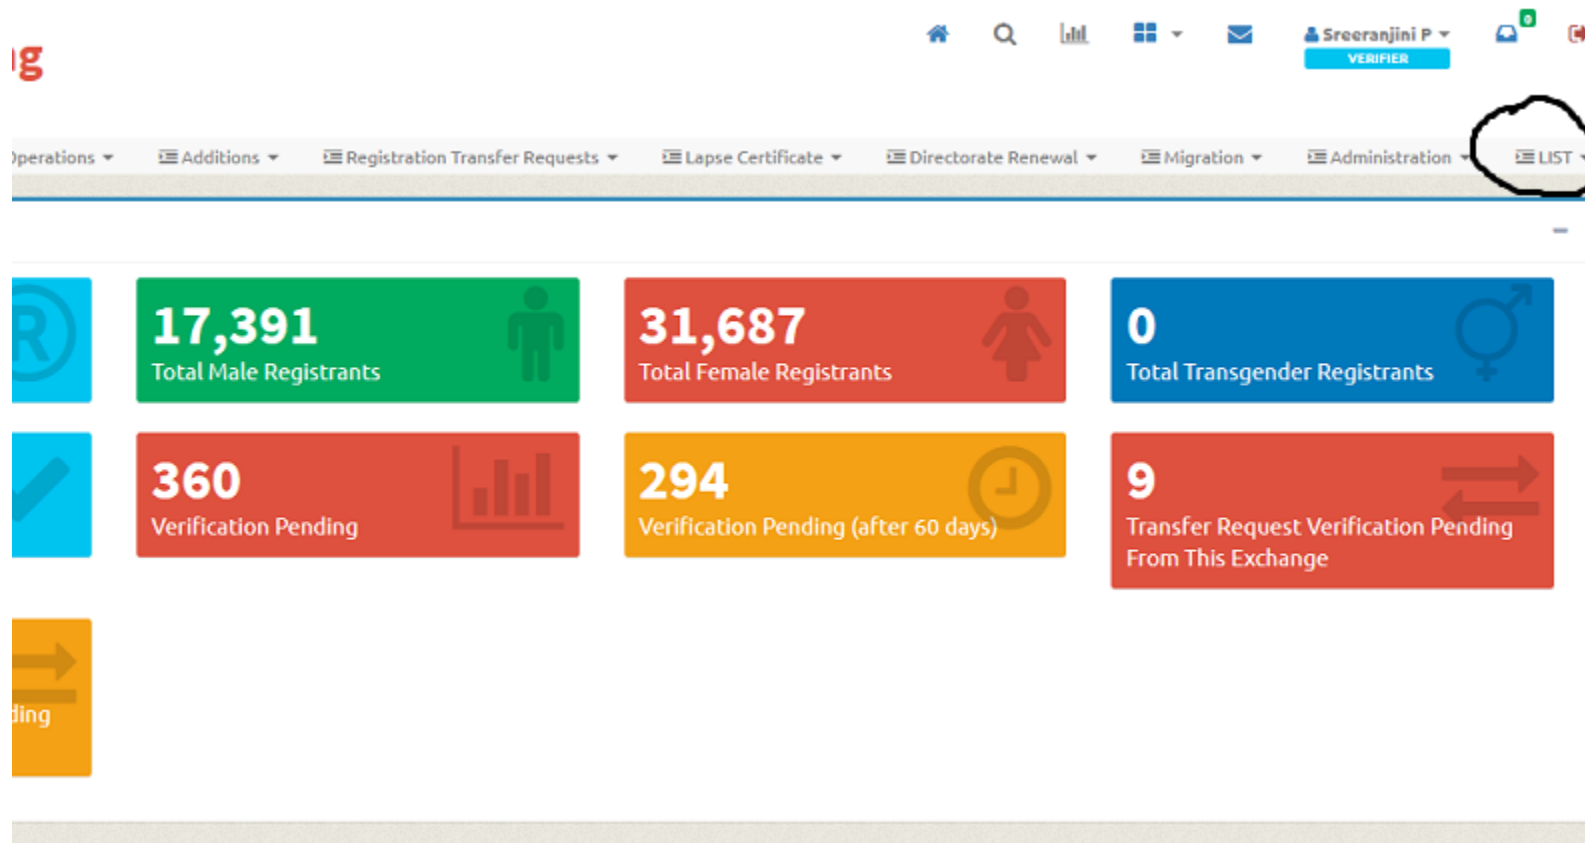 Sreeranjini P
0
VERIFIER
Additions
Registration Transfer Requests
Lapse Certificate
Directorate Renewal
Migration
Administration
LIST
R
17,391
Total Male Registrants
31,687
Total Female Registrants
0
Total Transgender Registrants
360
Verification Pending
294
Verification Pending (after 60 days)
9
Transfer Request Verification Pending
From This Exchange